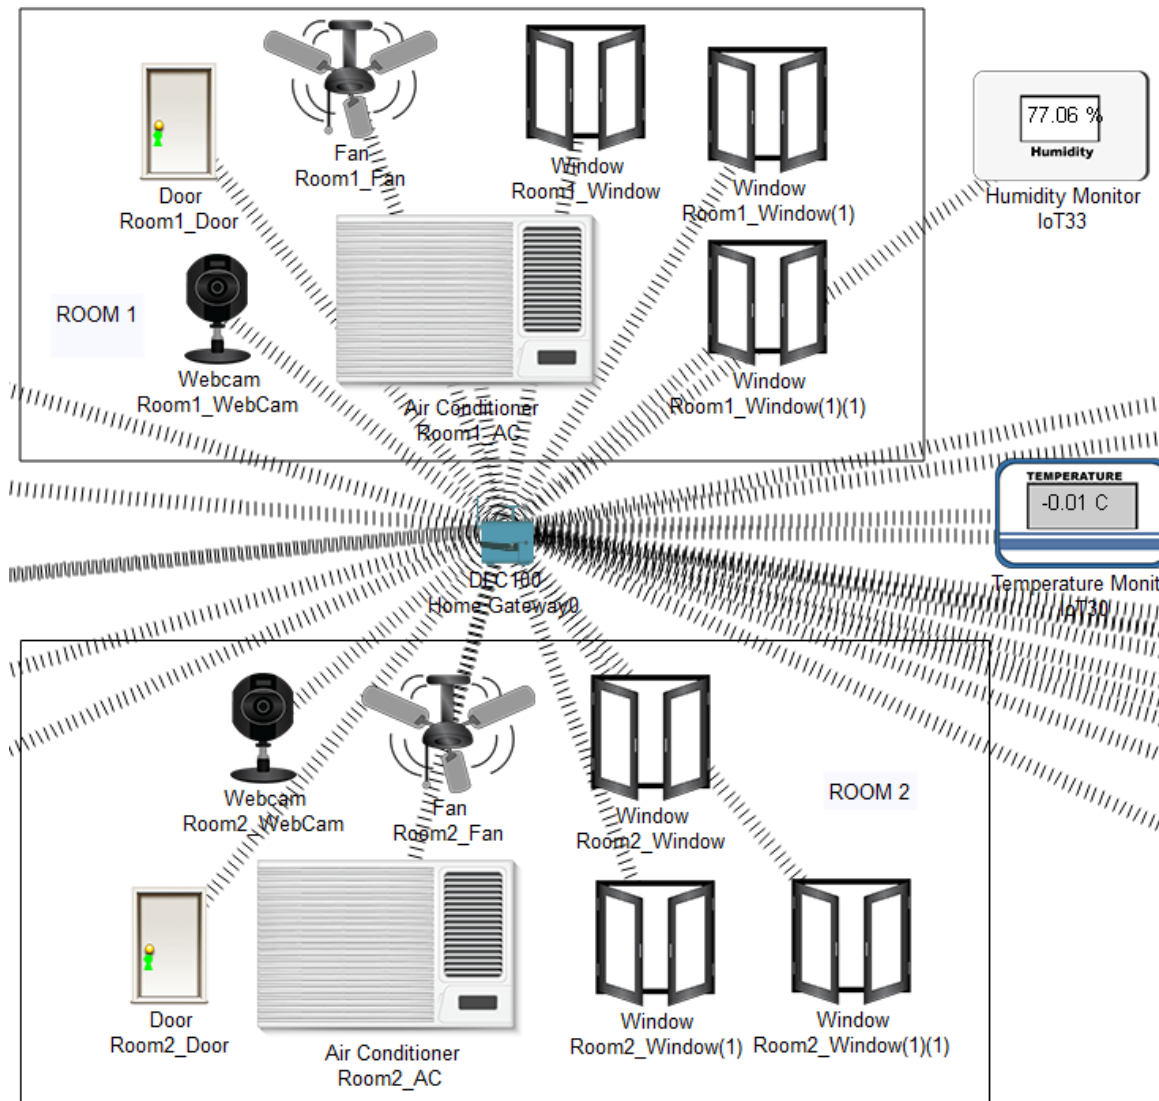 77.06 %
Humidity
Humidity Monitor
IoT33
Fan
Room1_Fan
Window
Room1_Window
Window
Room1_Window(1)
Door
Room1_Door
ROOM 1
Webcam
Room1_WebCam
Air Conditioner
Room1_AC
Window
Room1_Window(1)(1)
TEMPERATURE
-0.01 C
Temperature Monit
IoT30
DLC100
Home Gateway0
Webcam
Room2_WebCam
Fan
Room2_Fan
Window
Room2_Window
ROOM 2
Door
Room2_Door
Air Conditioner
Room2_AC
Window
Room2_Window(1)
Window
Room2_Window(1)(1)